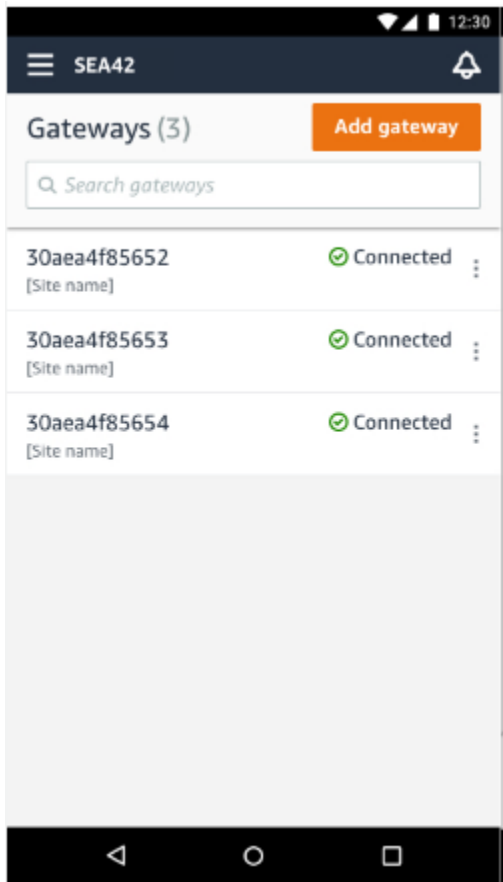 12:30
SEA42
Gateways (3)
Add gateway
Search gateways
30aea4f85652
Connected
[Site name]
30aea4f85653
Connected
[Site name]
30aea4f85654
Connected
[Site name]